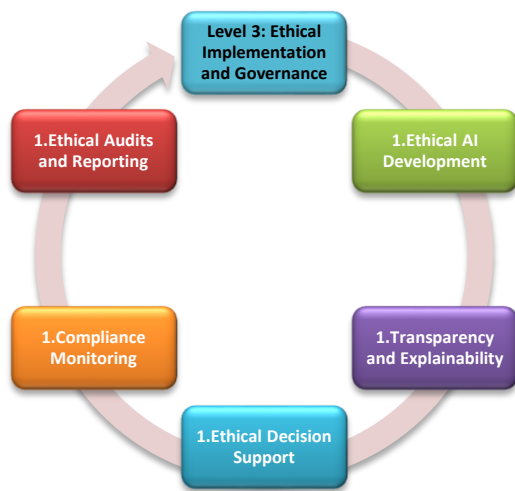 Level 3: Ethical
Implementation
and Governance
1.Ethical AI
Development
1.Transparency
and Explainability
1.Ethical Decision
Support
1.Compliance
Monitoring
1.Ethical Audits
and Reporting